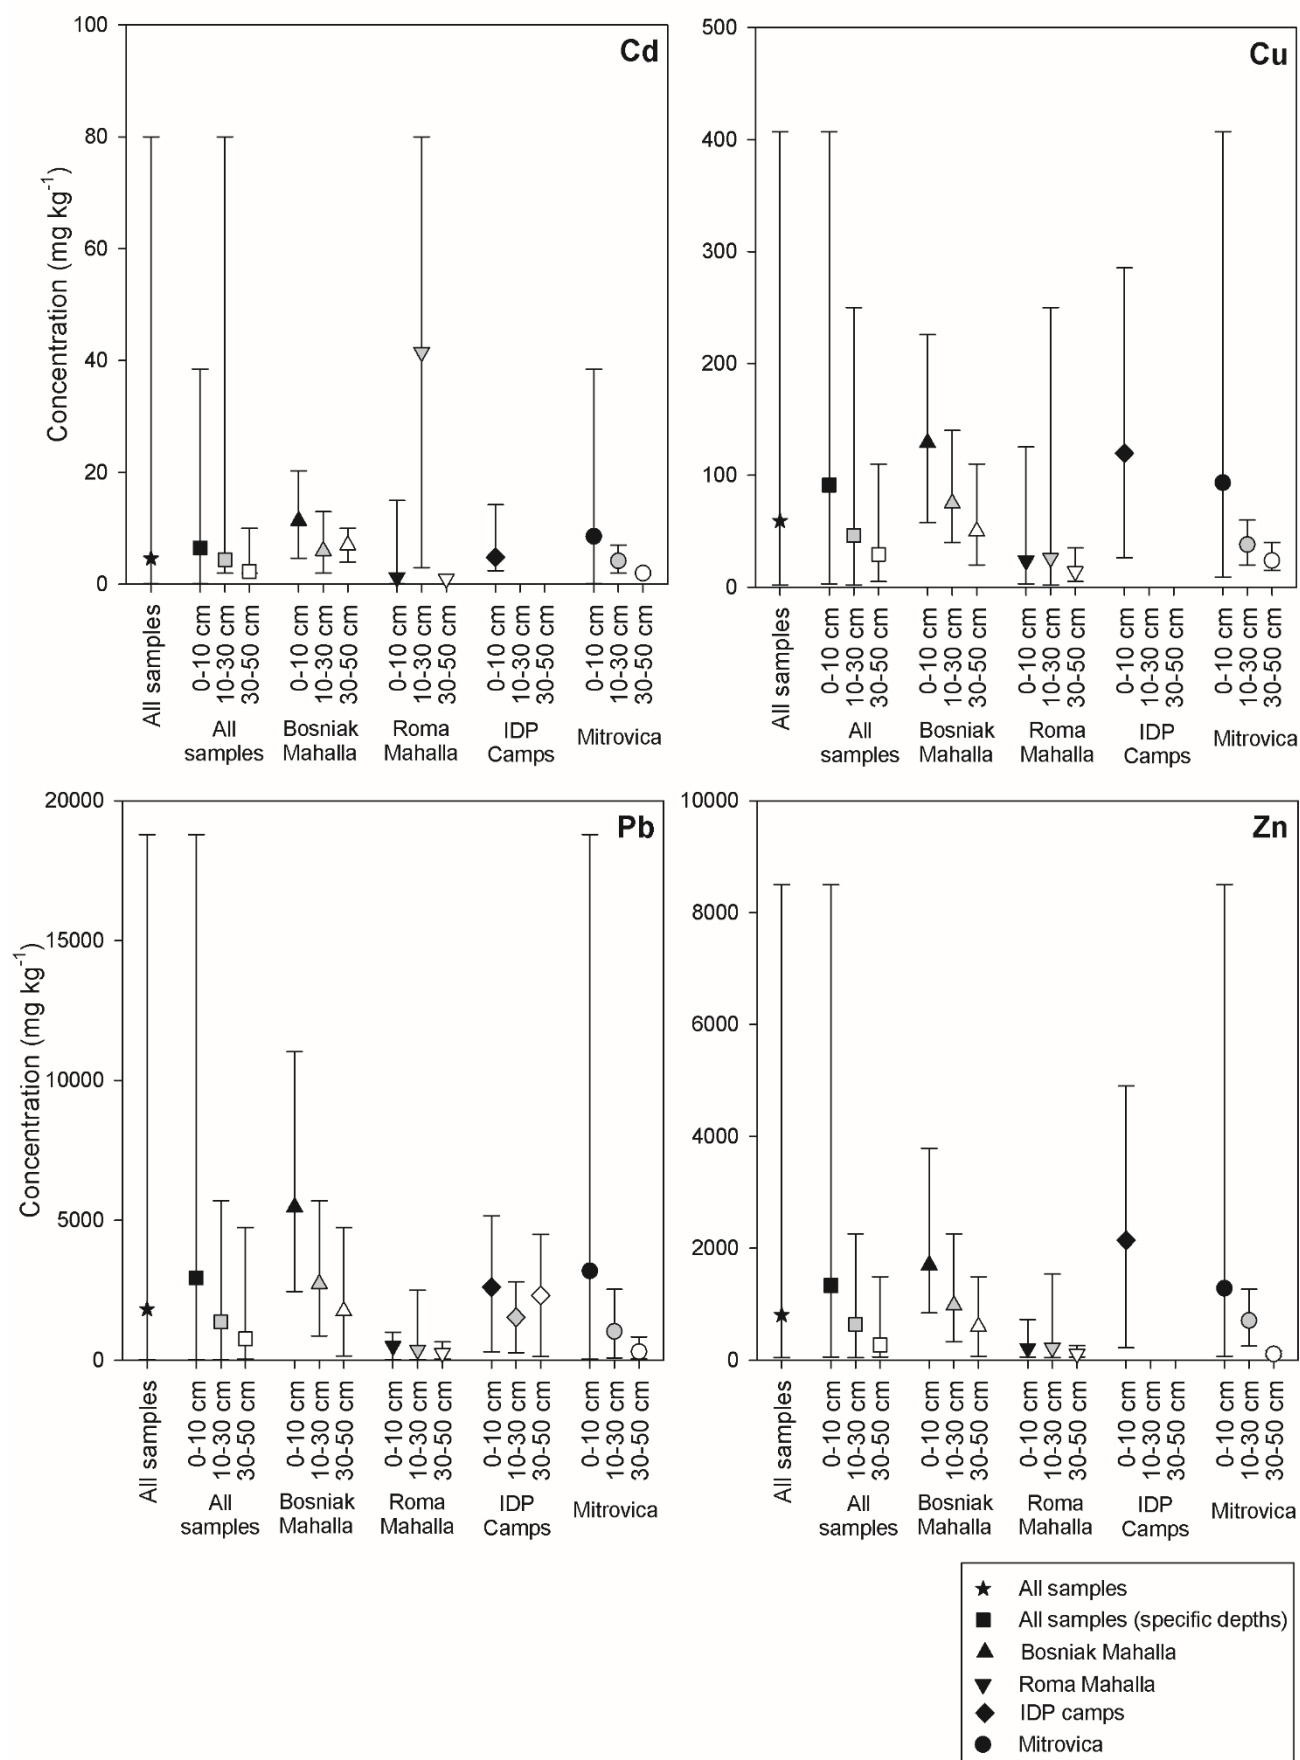 Cd
Concentration (mg kg-1)
100
80
60
40
20
0
All samples
0-10 cm
10-30 cm
30-50 cm
0-10 cm
10-30 cm
30-50 cm
0-10 cm
10-30 cm
30-50 cm
0-10 cm
10-30 cm
30-50 cm
0-10 cm
10-30 cm
30-50 cm
All
samples
Bosniak
Mahalla
Roma
Mahalla
IDP
Camps
Mitrovica
Cu
500
400
300
200
100
0
All samples
0-10 cm
10-30 cm
30-50 cm
0-10 cm
10-30 cm
30-50 cm
0-10 cm
10-30 cm
30-50 cm
0-10 cm
10-30 cm
30-50 cm
0-10 cm
10-30 cm
30-50 cm
All
samples
Bosniak
Mahalla
Roma
Mahalla
IDP
Camps
Mitrovica
Pb
Concentration (mg kg-1)
20000
15000
10000
5000
0
All samples
0-10 cm
10-30 cm
30-50 cm
0-10 cm
10-30 cm
30-50 cm
0-10 cm
10-30 cm
30-50 cm
0-10 cm
10-30 cm
30-50 cm
0-10 cm
10-30 cm
30-50 cm
All
samples
Bosniak
Mahalla
Roma
Mahalla
IDP
Camps
Mitrovica
Zn
10000
8000
6000
4000
2000
0
All samples
0-10 cm
10-30 cm
30-50 cm
0-10 cm
10-30 cm
30-50 cm
0-10 cm
10-30 cm
30-50 cm
0-10 cm
10-30 cm
30-50 cm
0-10 cm
10-30 cm
30-50 cm
All
samples
Bosniak
Mahalla
Roma
Mahalla
IDP
Camps
Mitrovica
All samples
All samples (specific depths)
Bosniak Mahalla
Roma Mahalla
IDP camps
Mitrovica